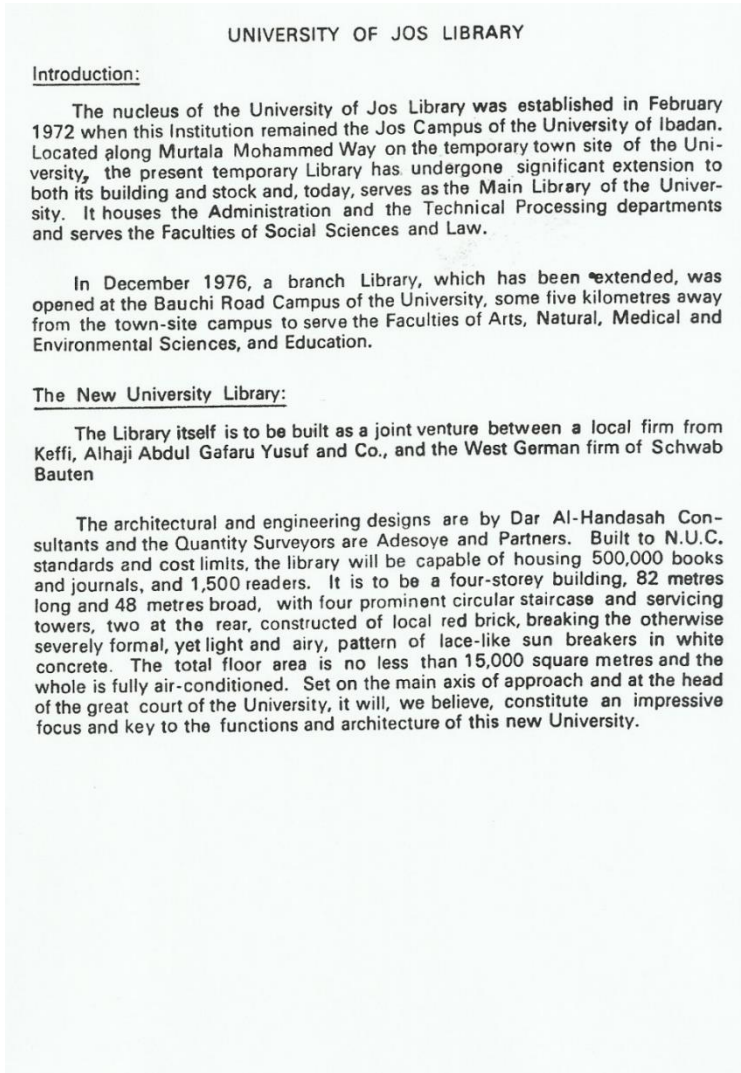 UNIVERSITY OF JOS LIBRARY
Introduction:
The nucleus of the University of Jos Library was established in February
1972 when this Institution remained the Jos Campus of the University of Ibadan.
Located along Murtala Mohammed Way on the temporary town site of the Uni-
versity, the present temporary Library has undergone significant extension to
both its building and stock and, today, serves as the Main Library of the Univer-
sity. It houses the Administration and the Technical Processing departments
and serves the Faculties of Social Sciences and Law.
In December 1976, a branch Library, which has been extended, was
opened at the Bauchi Road Campus of the University, some five kilometres away
from the town-site campus to serve the Faculties of Arts, Natural, Medical and
Environmental Sciences, and Education.
The New University Library:
The Library itself is to be built as a joint venture between a local firm from
Keffi, Alhaji Abdul Gafaru Yusuf and Co., and the West German firm of Schwab
Bauten
The architectural and engineering designs are by Dar Al-Handasah Con-
sultants and the Quantity Surveyors are Adesoye and Partners. Built to N.U.C.
standards and cost limits, the library will be capable of housing 500,000 books
and journals, and 1,500 readers. It is to be a four-storey building, 82 metres
long and 48 metres broad, with four prominent circular staircase and servicing
towers, two at the rear, constructed of local red brick, breaking the otherwise
severely formal, yet light and airy, pattern of lace-like sun breakers in white
concrete. The total floor area is no less than 15,000 square metres and the
whole is fully air-conditioned. Set on the main axis of approach and at the head
of the great court of the University, it will, we believe, constitute an impressive
focus and key to the functions and architecture of this new University.